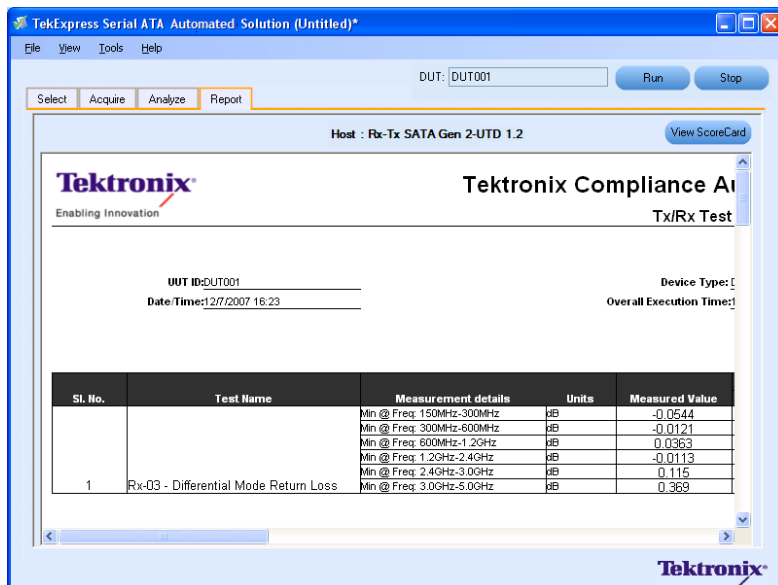 TekExpress Serial ATA Automated Solution (Untitled)*
File View Tools Help
DUT: DUT001 Run Stop
Select Acquire Analyze Report
Host : Rx-Tx SATA Gen 2-UTD 1.2 View ScoreCard
Tektronix
Enabling Innovation
Tektronix Compliance
Tx/Rx Test
UUT ID:DUT001 Device Type:
Date/Time:12/7/2007 16:23 Overall Execution Time:
Sl. No. Test Name Measurement details Units Measured Value
Min @ Freq: 150MHz-300MHz dB -0.0544
Min @ Freq: 300MHz-600MHz dB -0.0121
Min @ Freq: 600MHz-1.2GHz dB 0.0363
Min @ Freq: 1.2GHz-2.4GHz dB -0.0113
Min @ Freq: 2.4GHz-3.0GHz dB 0.115
1 Rx-03 - Differential Mode Return Loss Min @ Freq: 3.0GHz-5.0GHz dB 0.369
Tektronix